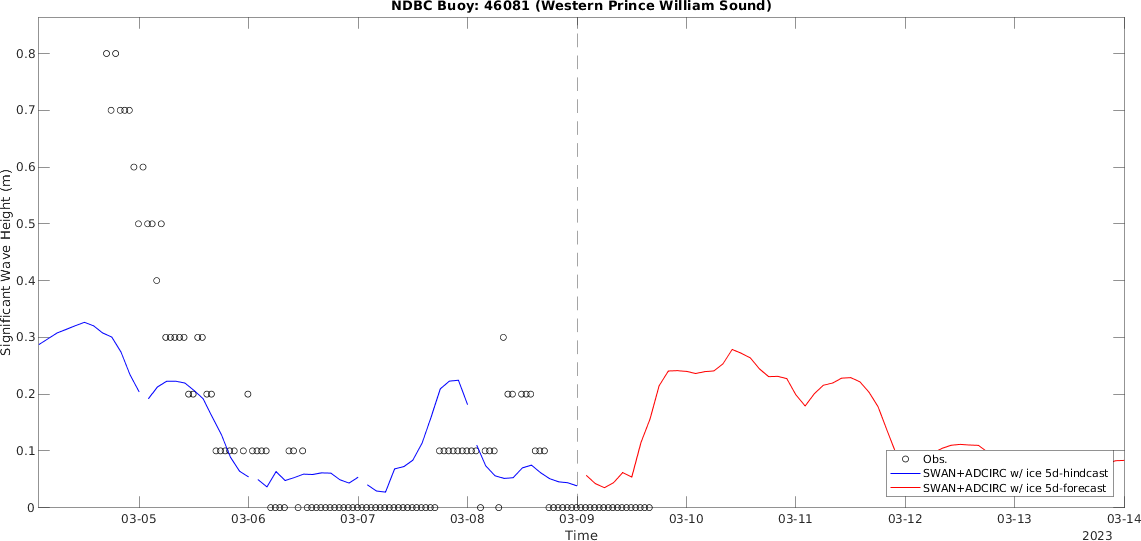 NDBC Buoy: 46081 (Western Prince William Sound)
0.8
0.7
0.6
0.5
0.4
0.3
0.2
0.1
0
Significant Wave Height (m)
Obs.
SWAN+ADCIRC w/ ice 5d-hindcast
SWAN+ADCIRC w/ ice 5d-forecast
03-05 03-06 03-07 03-08 03-09 03-10 03-11 03-12 03-13 03-14
Time
2023